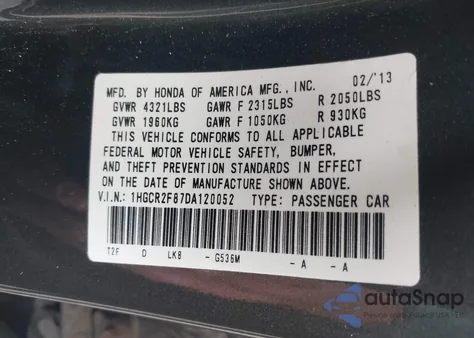 MFD. BY HONDA OF AMERICA MFG., INC. 02/'13
GVWR 4321LBS GAWR F 2315LBS R 2050LBS
GVWR 1960KG GAWR F 1050KG R 930KG
THIS VEHICLE CONFORMS TO ALL APPLICABLE
FEDERAL MOTOR VEHICLE SAFETY, BUMPER,
AND THEFT PREVENTION STANDARDS IN EFFECT
ON THE DATE OF MANUFACTURE SHOWN ABOVE.
V.I.N.: 1HGCR2F87DA120052 TYPE: PASSENGER CAR
T2F D LK8 - G536M - A - A
autaSnap